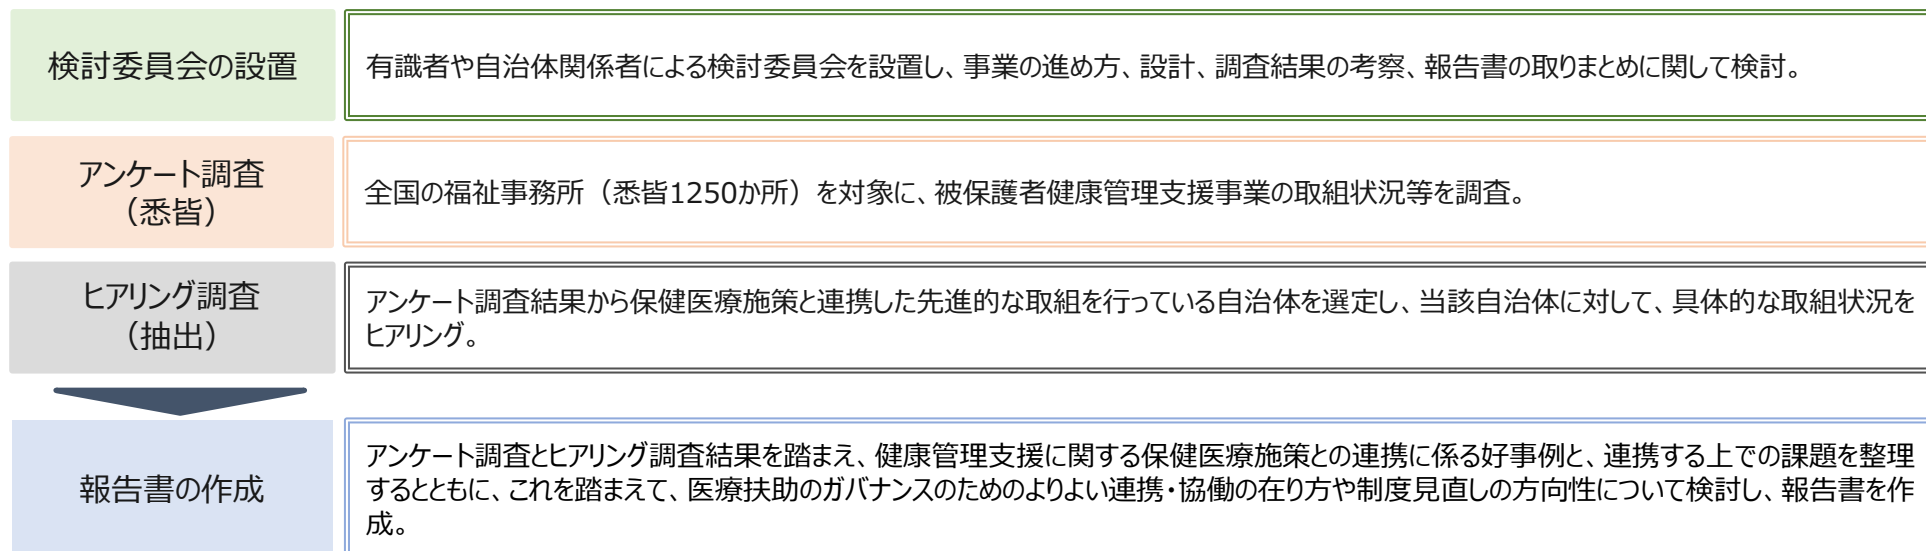 検討委員会の設置
有識者や自治体関係者による検討委員会を設置し、事業の進め方、設計、調査結果の考察、報告書の取りまとめに関して検討。
アンケート調査
（悉皆）
全国の福祉事務所（悉皆1250か所）を対象に、被保護者健康管理支援事業の取組状況等を調査。
ヒアリング調査
（抽出）
アンケート調査結果から保健医療施策と連携した先進的な取組を行っている自治体を選定し、当該自治体に対して、具体的な取組状況を
ヒアリング。
報告書の作成
アンケート調査とヒアリング調査結果を踏まえ、健康管理支援に関する保健医療施策との連携に係る好事例と、連携する上での課題を整理
するとともに、これを踏まえて、医療扶助のガバナンスのためのよりよい連携・協働の在り方や制度見直しの方向性について検討し、報告書を作
成。